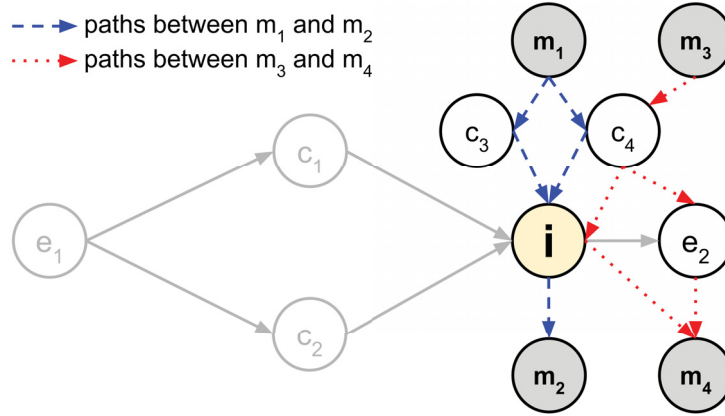 paths between m₁ and m₂
paths between m₃ and m₄
m₁ m₃
c₃ c₄
c₁
e₁ i e₂
c₂
m₂ m₄